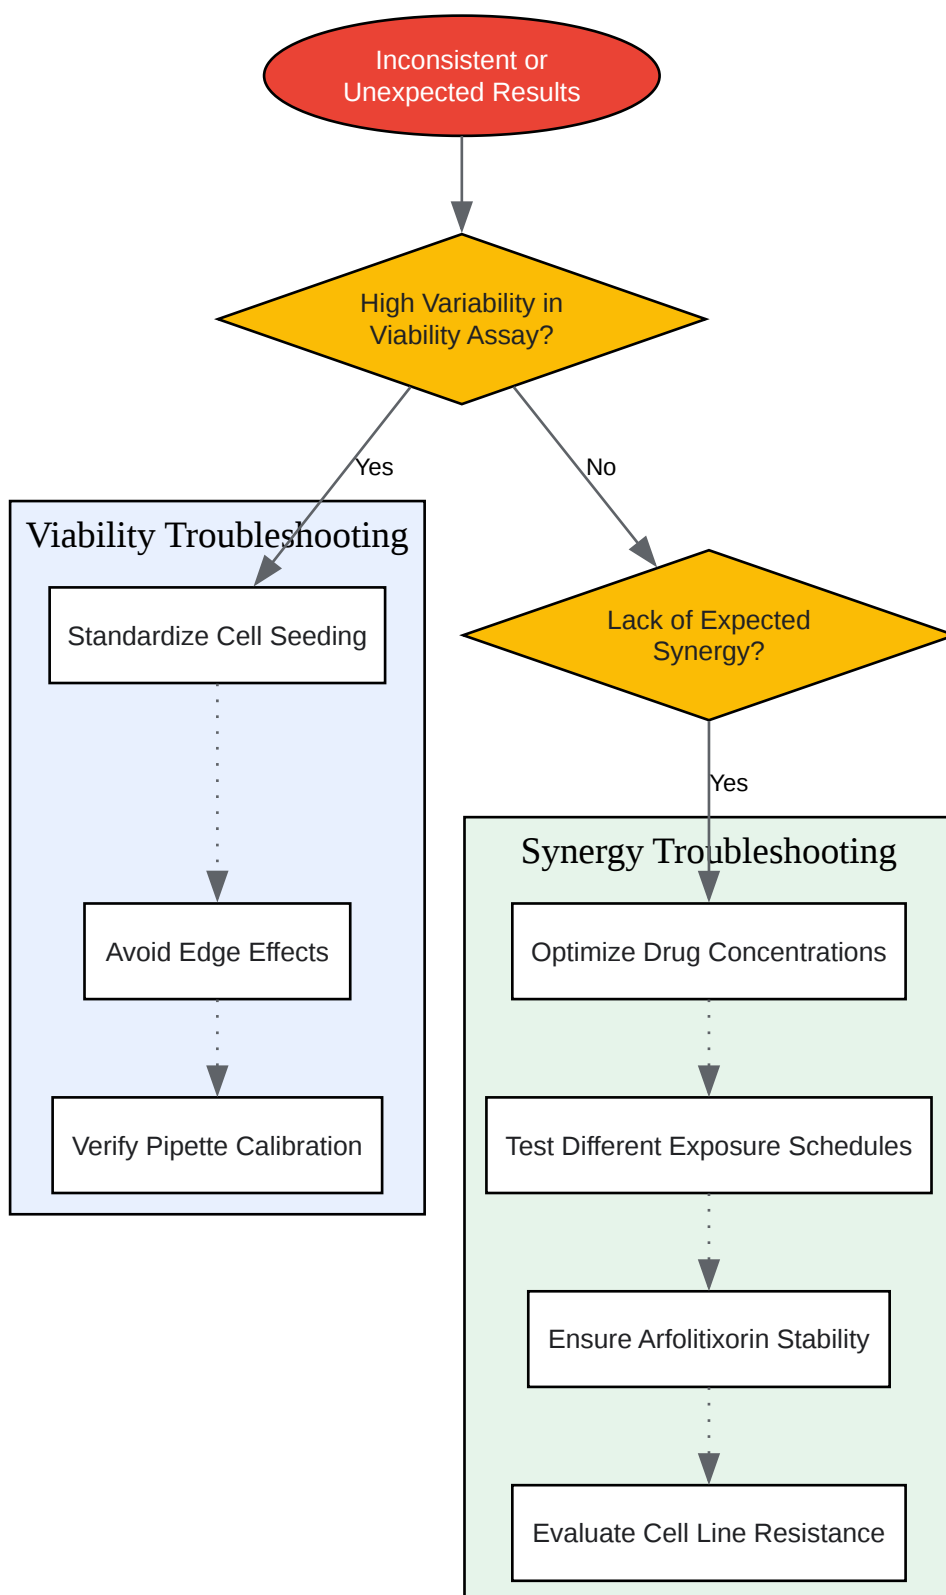 Inconsistent or
Unexpected Results
High Variability in
Viability Assay?
Yes
No
Viability Troubleshooting
Standardize Cell Seeding
Avoid Edge Effects
Verify Pipette Calibration
Lack of Expected
Synergy?
Yes
Synergy Troubleshooting
Optimize Drug Concentrations
Test Different Exposure Schedules
Ensure Arfolitixorin Stability
Evaluate Cell Line Resistance